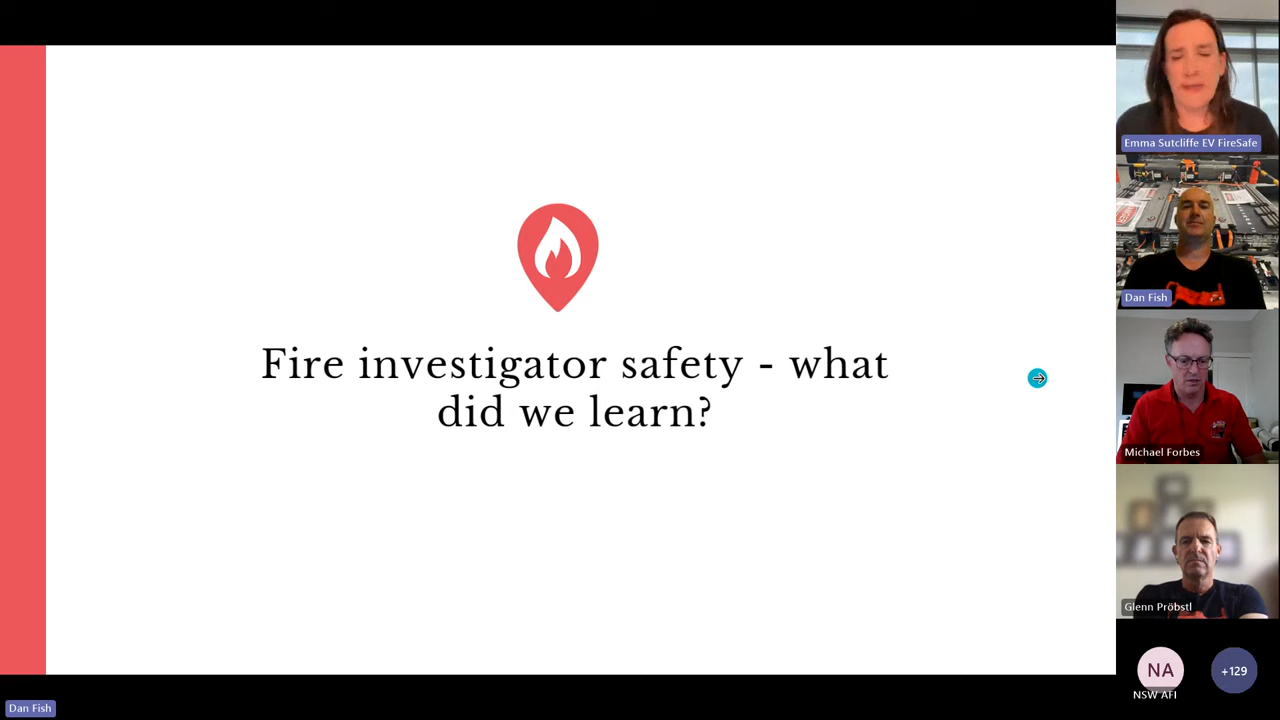 Fire investigator safety - what
did we learn?
Emma Sutcliffe EV FireSafe
Dan Fish
Michael Forbes
Glenn Pröbstl
NA
NSW AFI
+129
Dan Fish